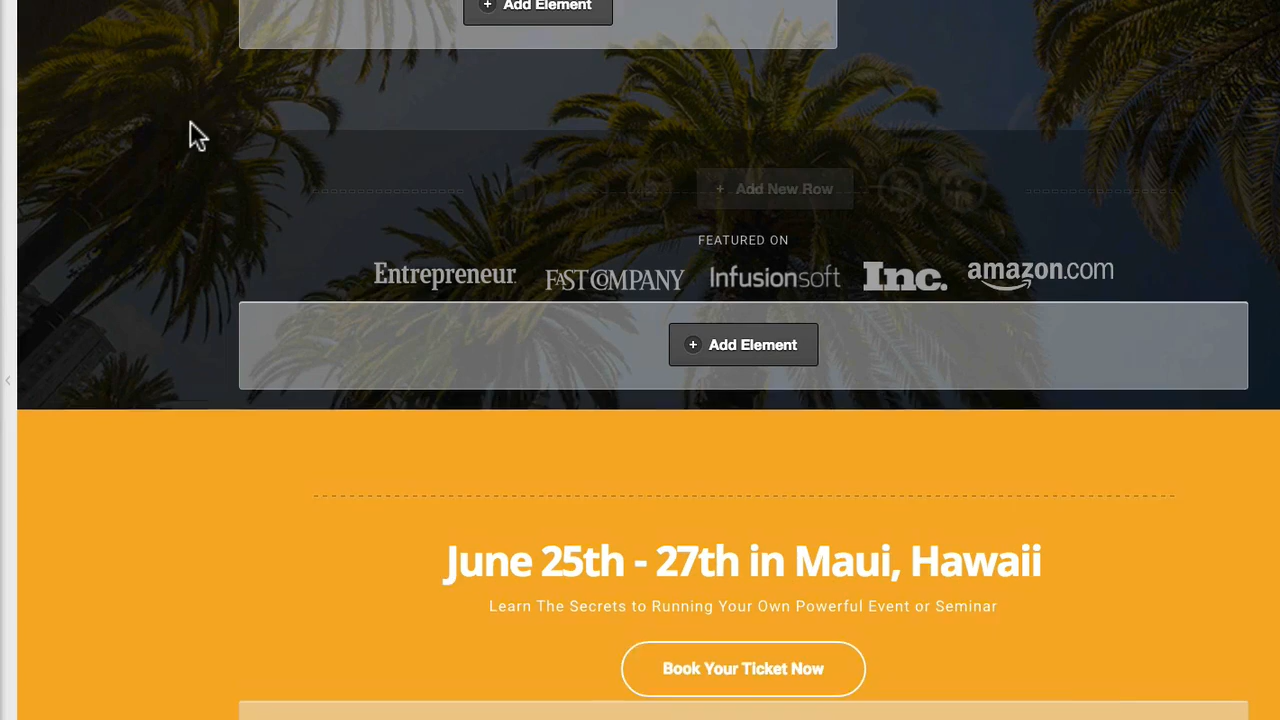 + Add Element
+ Add New Row
FEATURED ON
Entrepreneur FAST COMPANY Infusionsoft Inc. amazon.com
+ Add Element
June 25th - 27th in Maui, Hawaii
Learn The Secrets to Running Your Own Powerful Event or Seminar
Book Your Ticket Now